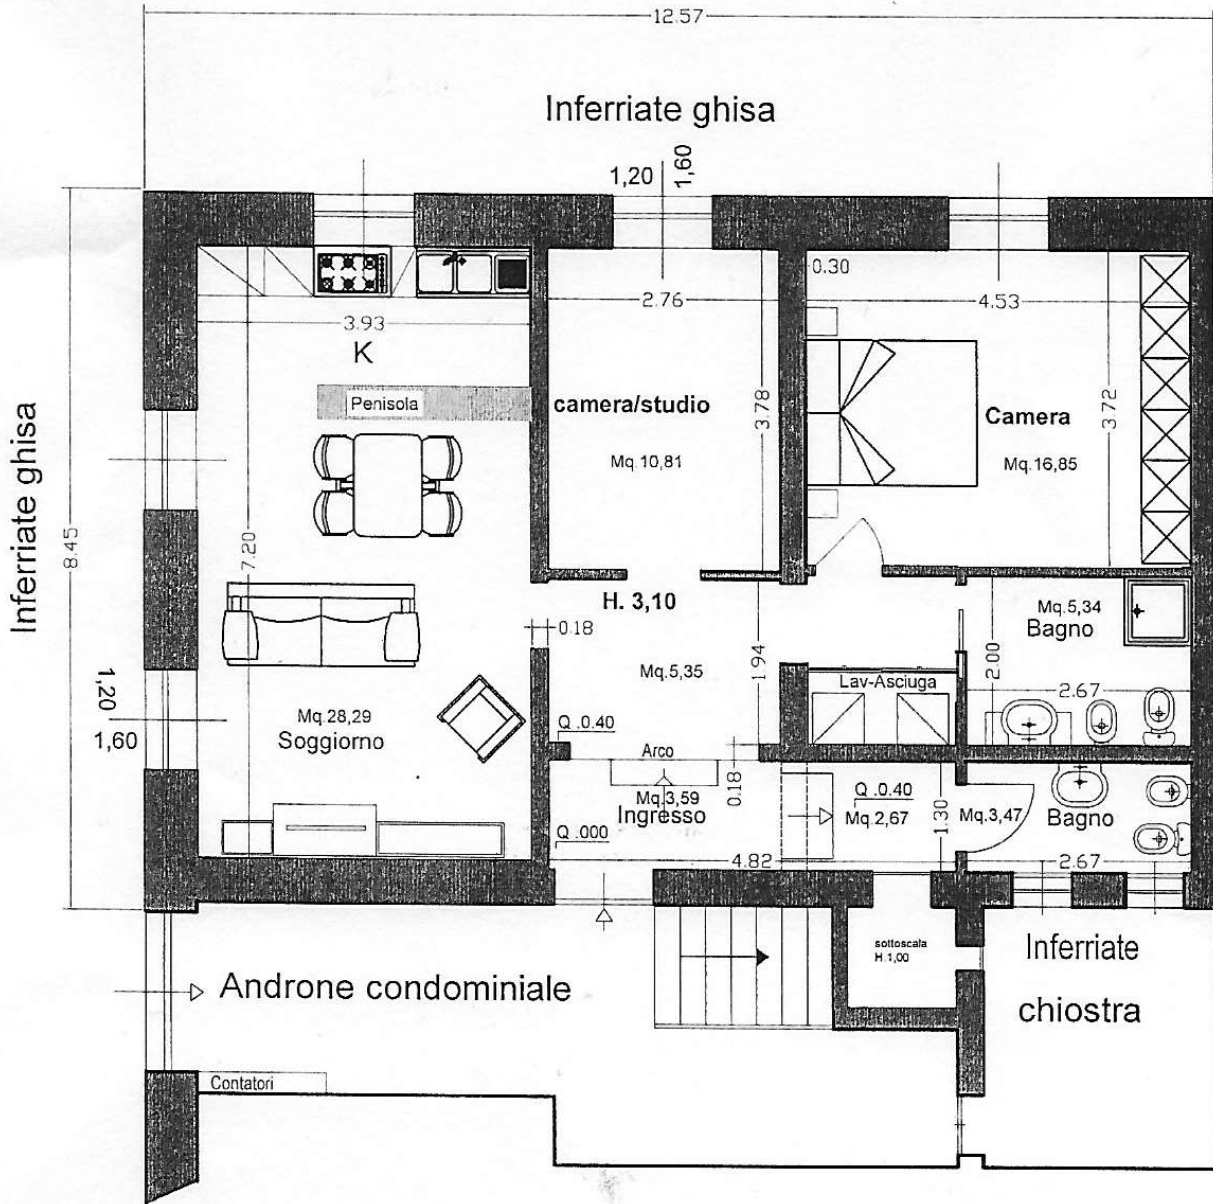 12.57
Inferriate ghisa
1,20
1,60
0.30
2.76
4.53
3.93
K
Penisola
camera/studio
Mq.10,81
3.78
Camera
Mq.16,85
3.72
Inferriate ghisa
8.45
7.20
H. 3,10
0.18
Mq.5,35
1.94
Mq.5,34
Bagno
2.00
2.67
Lav-Asciuga
1,20
1,60
Mq.28,29
Soggiorno
Q .0.40
Arco
0.18
Mq.3,59
Ingresso
Q .000
Q .0.40
Mq.2,67
1.30
Mq.3,47
Bagno
4.82
2.67
sottoscala
H.1,00
Inferriate
chiostra
Androne condominiale
Contatori